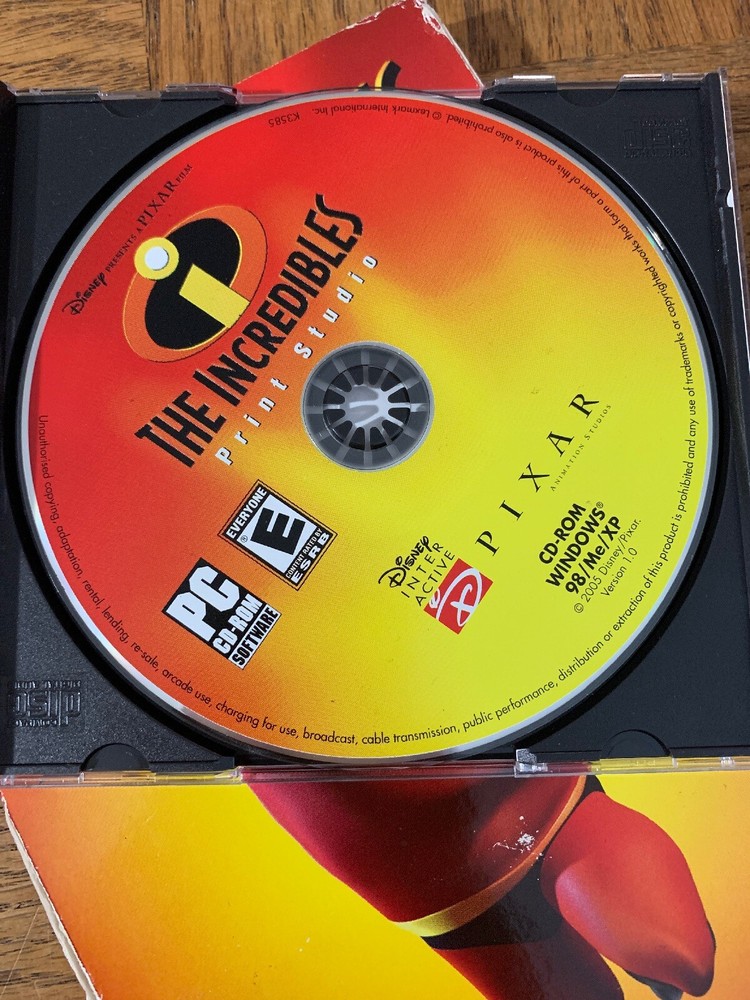 DISNEY PRESENTS A PIXAR FILM
THE INCREDIBLES
Print Studio
EVERYONE
E
®
CONTENT RATED BY
ESRB
PC
CD-ROM
SOFTWARE
DISNEY
INTER
ACTIVE
PIXAR
ANIMATION STUDIOS
CD-ROM
WINDOWS®
98/Me/XP
© 2005 Disney/Pixar.
Version 1.0
Unauthorised copying, adaptation, rental, lending, re-sale, arcade use, charging for use, broadcast, cable transmission, public performance, distribution or extraction of this product is prohibited and any use of trademarks or copyrighted works that form a part of this product is also prohibited. © Lexmark International Inc. K3585
COMPACT
disc
DIGITAL AUDIO